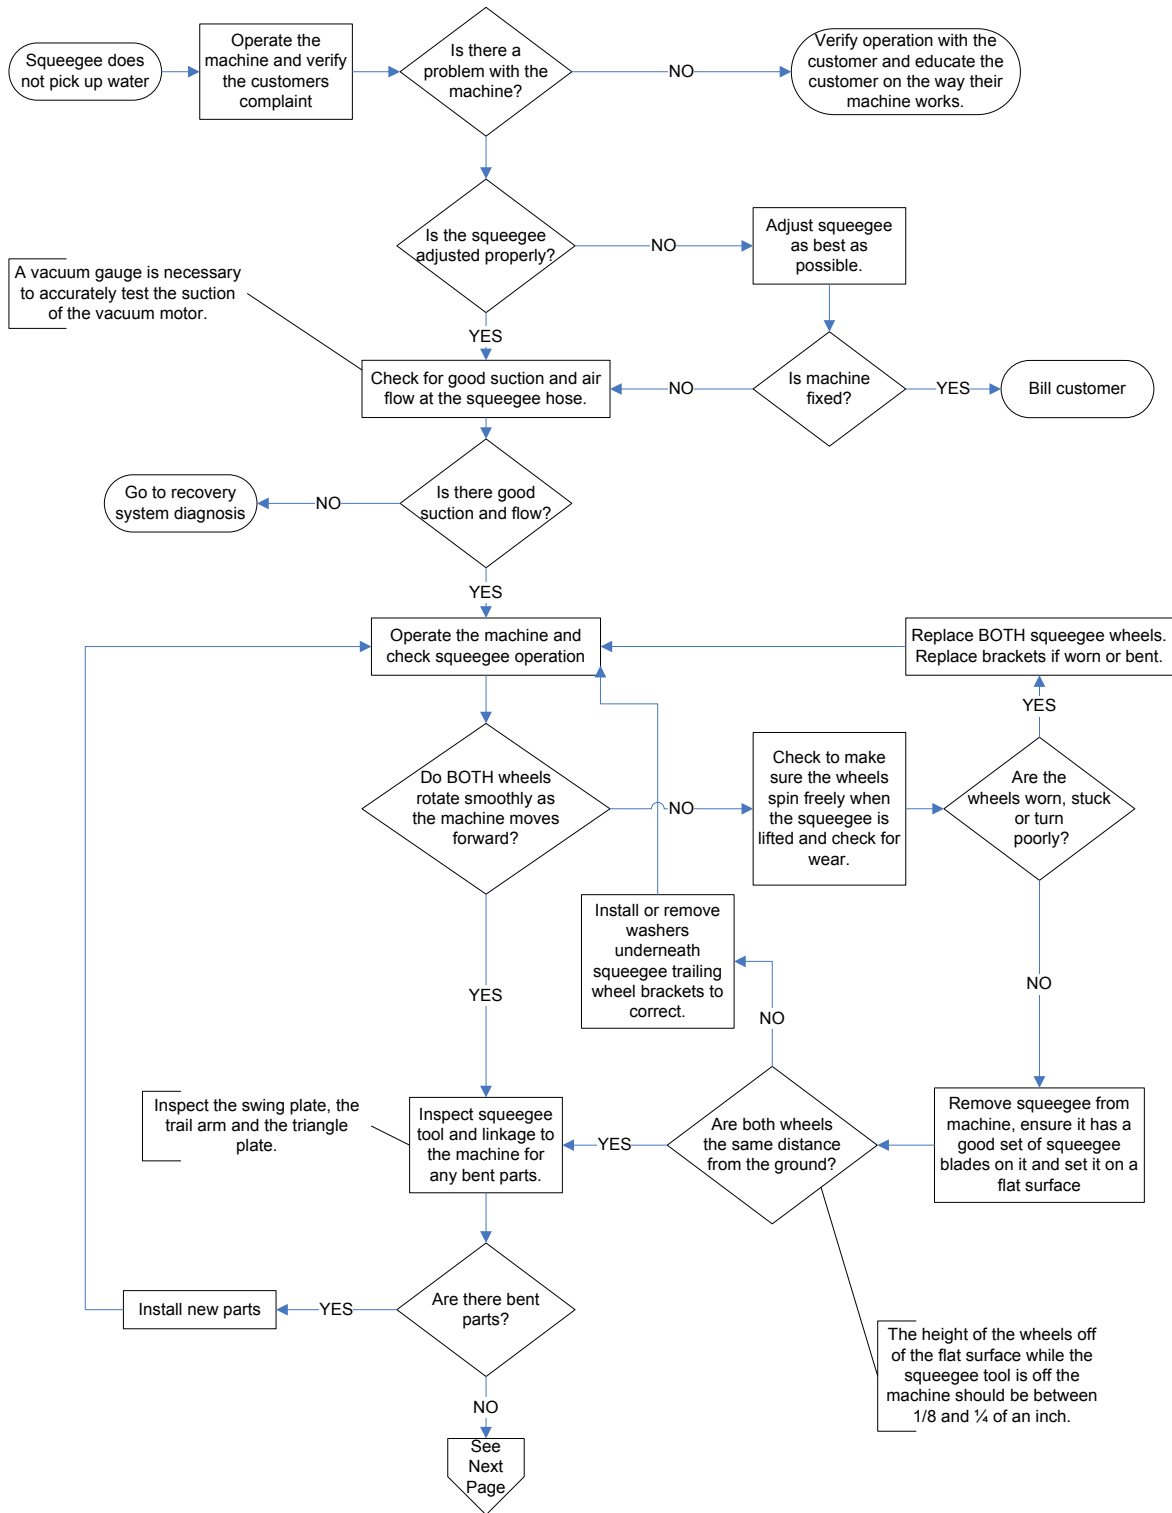 Squeegee does
not pick up water
Operate the
machine and verify
the customers
complaint
Is there a
problem with the
machine?
NO
Verify operation with the
customer and educate the
customer on the way their
machine works.
Is the squeegee
adjusted properly?
NO
Adjust squeegee
as best as
possible.
A vacuum gauge is necessary
to accurately test the suction
of the vacuum motor.
YES
Check for good suction and air
flow at the squeegee hose.
NO
Is machine
fixed?
YES
Bill customer
Go to recovery
system diagnosis
NO
Is there good
suction and flow?
YES
Operate the machine and
check squeegee operation
Replace BOTH squeegee wheels.
Replace brackets if worn or bent.
YES
Do BOTH wheels
rotate smoothly as
the machine moves
forward?
NO
Check to make
sure the wheels
spin freely when
the squeegee is
lifted and check for
wear.
Are the
wheels worn, stuck
or turn
poorly?
Install or remove
washers
underneath
squeegee trailing
wheel brackets to
correct.
YES
NO
NO
Inspect the swing plate, the
trail arm and the triangle
plate.
Inspect squeegee
tool and linkage to
the machine for
any bent parts.
YES
Are both wheels
the same distance
from the ground?
Remove squeegee from
machine, ensure it has a
good set of squeegee
blades on it and set it on a
flat surface
Install new parts
YES
Are there bent
parts?
The height of the wheels off
of the flat surface while the
squeegee tool is off the
machine should be between
1/8 and ¼ of an inch.
NO
See
Next
Page